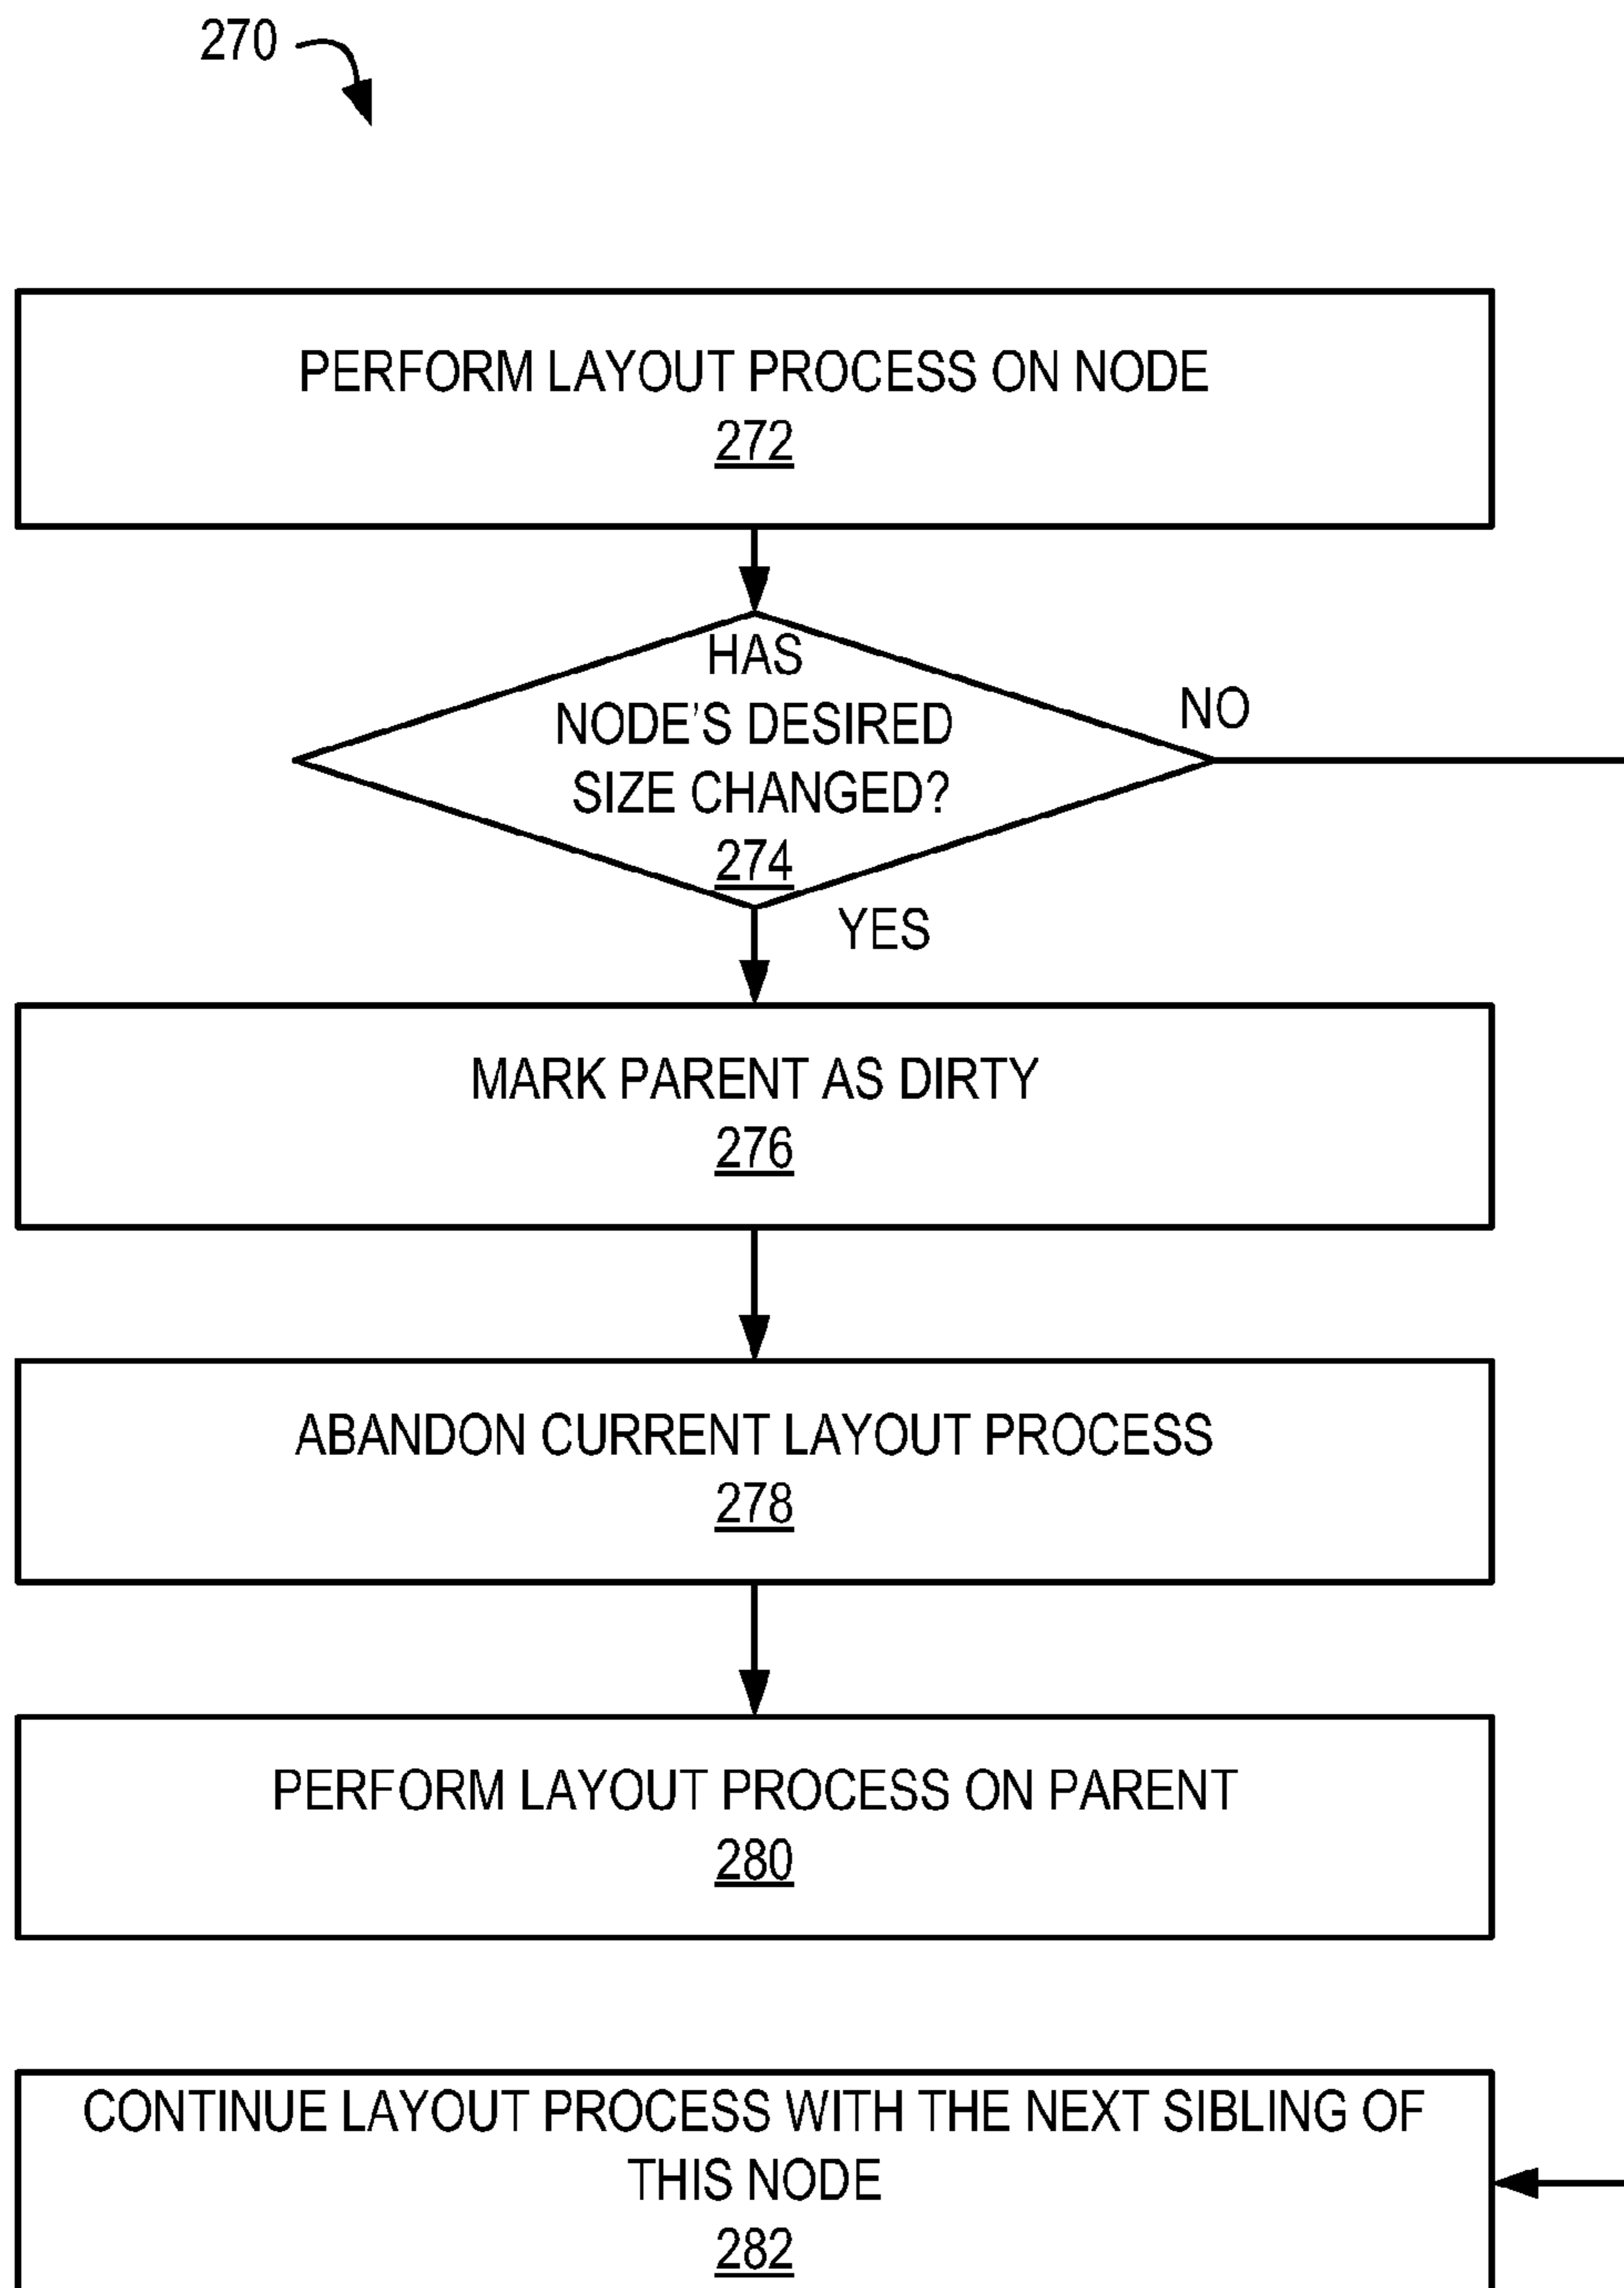 270
PERFORM LAYOUT PROCESS ON NODE
272
HAS
NODE'S DESIRED
SIZE CHANGED?
274
NO
YES
MARK PARENT AS DIRTY
276
ABANDON CURRENT LAYOUT PROCESS
278
PERFORM LAYOUT PROCESS ON PARENT
280
CONTINUE LAYOUT PROCESS WITH THE NEXT SIBLING OF
THIS NODE
282